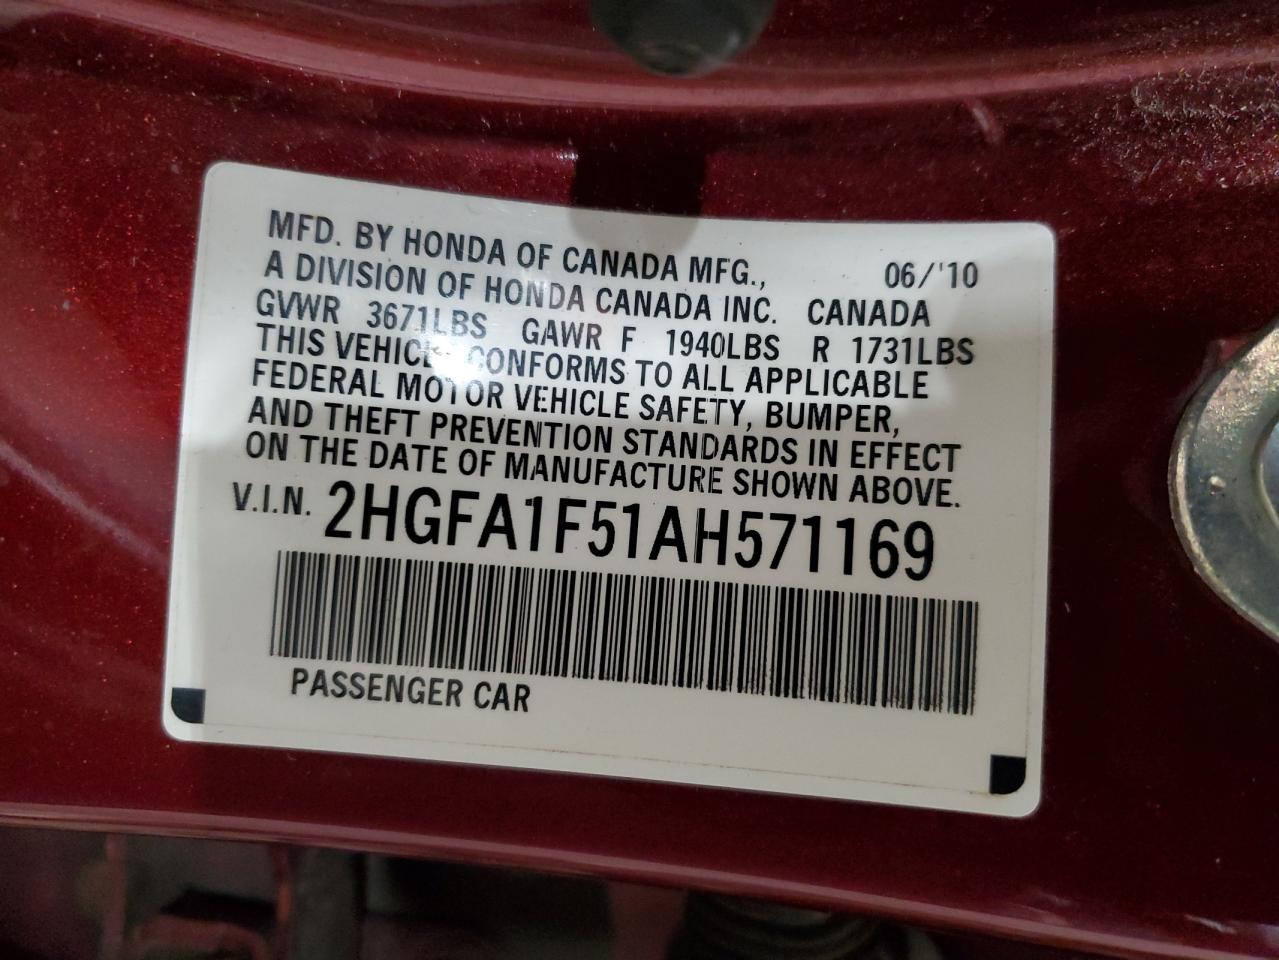 MFD. BY HONDA OF CANADA MFG., 06/'10
A DIVISION OF HONDA CANADA INC. CANADA
GVWR 3671LBS GAWR F 1940LBS R 1731LBS
THIS VEHICLE CONFORMS TO ALL APPLICABLE
FEDERAL MOTOR VEHICLE SAFETY, BUMPER,
AND THEFT PREVENTION STANDARDS IN EFFECT
ON THE DATE OF MANUFACTURE SHOWN ABOVE.
V.I.N. 2HGFA1F51AH571169
PASSENGER CAR